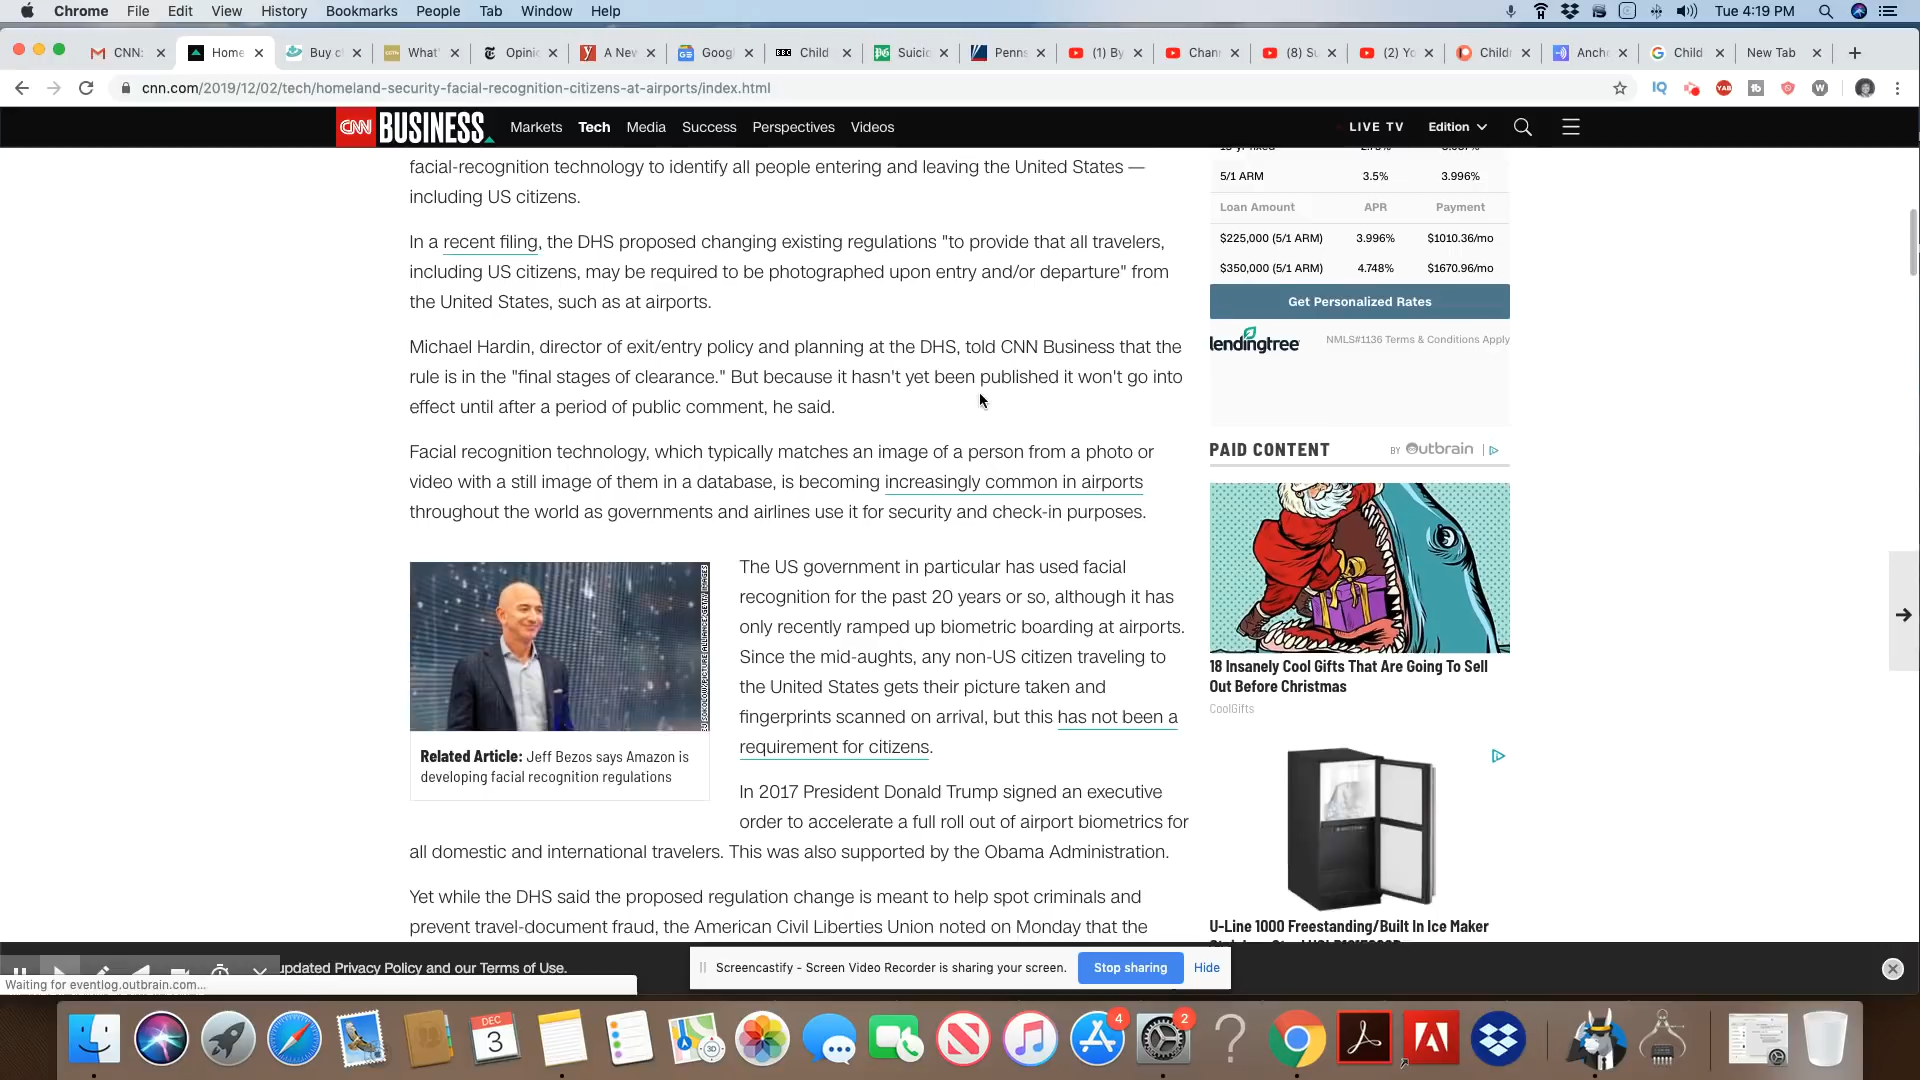 Chrome File Edit View History Bookmarks People Tab Window Help Tue 4:19 PM
CNN: Home Buy c What' Opinio A New Goog Child Suicid Penns (1) By Chan (8) Su (2) Yo Childr Ancho Child New Tab
cnn.com/2019/12/02/tech/homeland-security-facial-recognition-citizens-at-airports/index.html
CNN BUSINESS Markets Tech Media Success Perspectives Videos LIVE TV Edition
facial-recognition technology to identify all people entering and leaving the United States —
including US citizens.
In a recent filing, the DHS proposed changing existing regulations "to provide that all travelers,
including US citizens, may be required to be photographed upon entry and/or departure" from
the United States, such as at airports.
Michael Hardin, director of exit/entry policy and planning at the DHS, told CNN Business that the
rule is in the "final stages of clearance." But because it hasn't yet been published it won't go into
effect until after a period of public comment, he said.
Facial recognition technology, which typically matches an image of a person from a photo or
video with a still image of them in a database, is becoming increasingly common in airports
throughout the world as governments and airlines use it for security and check-in purposes.
The US government in particular has used facial
recognition for the past 20 years or so, although it has
only recently ramped up biometric boarding at airports.
Since the mid-aughts, any non-US citizen traveling to
the United States gets their picture taken and
fingerprints scanned on arrival, but this has not been a
requirement for citizens.
Related Article: Jeff Bezos says Amazon is
developing facial recognition regulations
In 2017 President Donald Trump signed an executive
order to accelerate a full roll out of airport biometrics for
all domestic and international travelers. This was also supported by the Obama Administration.
Yet while the DHS said the proposed regulation change is meant to help spot criminals and
prevent travel-document fraud, the American Civil Liberties Union noted on Monday that the
5/1 ARM 3.5% 3.996%
Loan Amount APR Payment
$225,000 (5/1 ARM) 3.996% $1010.36/mo
$350,000 (5/1 ARM) 4.748% $1670.96/mo
Get Personalized Rates
lendingtree NMLS#1136 Terms & Conditions Apply
PAID CONTENT BY Outbrain
18 Insanely Cool Gifts That Are Going To Sell
Out Before Christmas
CoolGifts
U-Line 1000 Freestanding/Built In Ice Maker
updated Privacy Policy and our Terms of Use.
Waiting for eventlog.outbrain.com...
Screencastify - Screen Video Recorder is sharing your screen. Stop sharing Hide
DEC
3
4
2